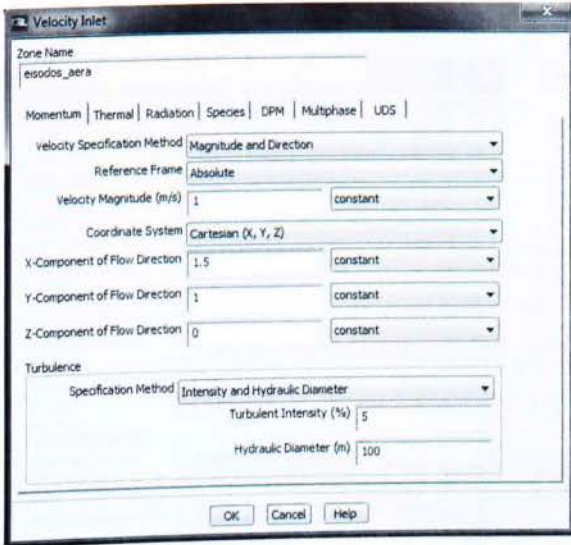 Velocity Inlet
Zone Name
eisodos_aera
Momentum Thermal Radiation Species DPM Multiphase UDS
Velocity Specification Method Magnitude and Direction
Reference Frame Absolute
Velocity Magnitude (m/s) 1 constant
Coordinate System Cartesian (X, Y, Z)
X-Component of Flow Direction 1.5 constant
Y-Component of Flow Direction 1 constant
Z-Component of Flow Direction 0 constant
Turbulence
Specification Method Intensity and Hydraulic Diameter
Turbulent Intensity (%) 5
Hydraulic Diameter (m) 100
OK Cancel Help